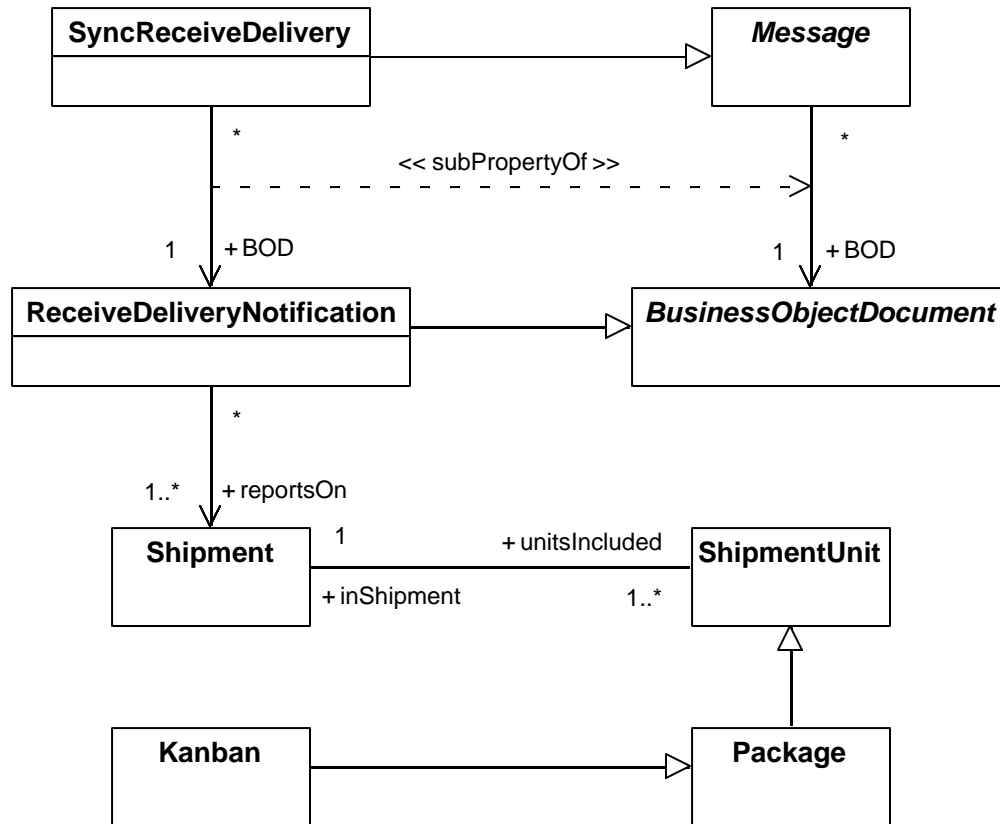 SyncReceiveDelivery
Message
*
*
<< subPropertyOf >>
1
+ BOD
1
+ BOD
ReceiveDeliveryNotification
BusinessObjectDocument
*
1..*
+ reportsOn
Shipment
1
+ unitsIncluded
ShipmentUnit
+ inShipment
1..*
Kanban
Package